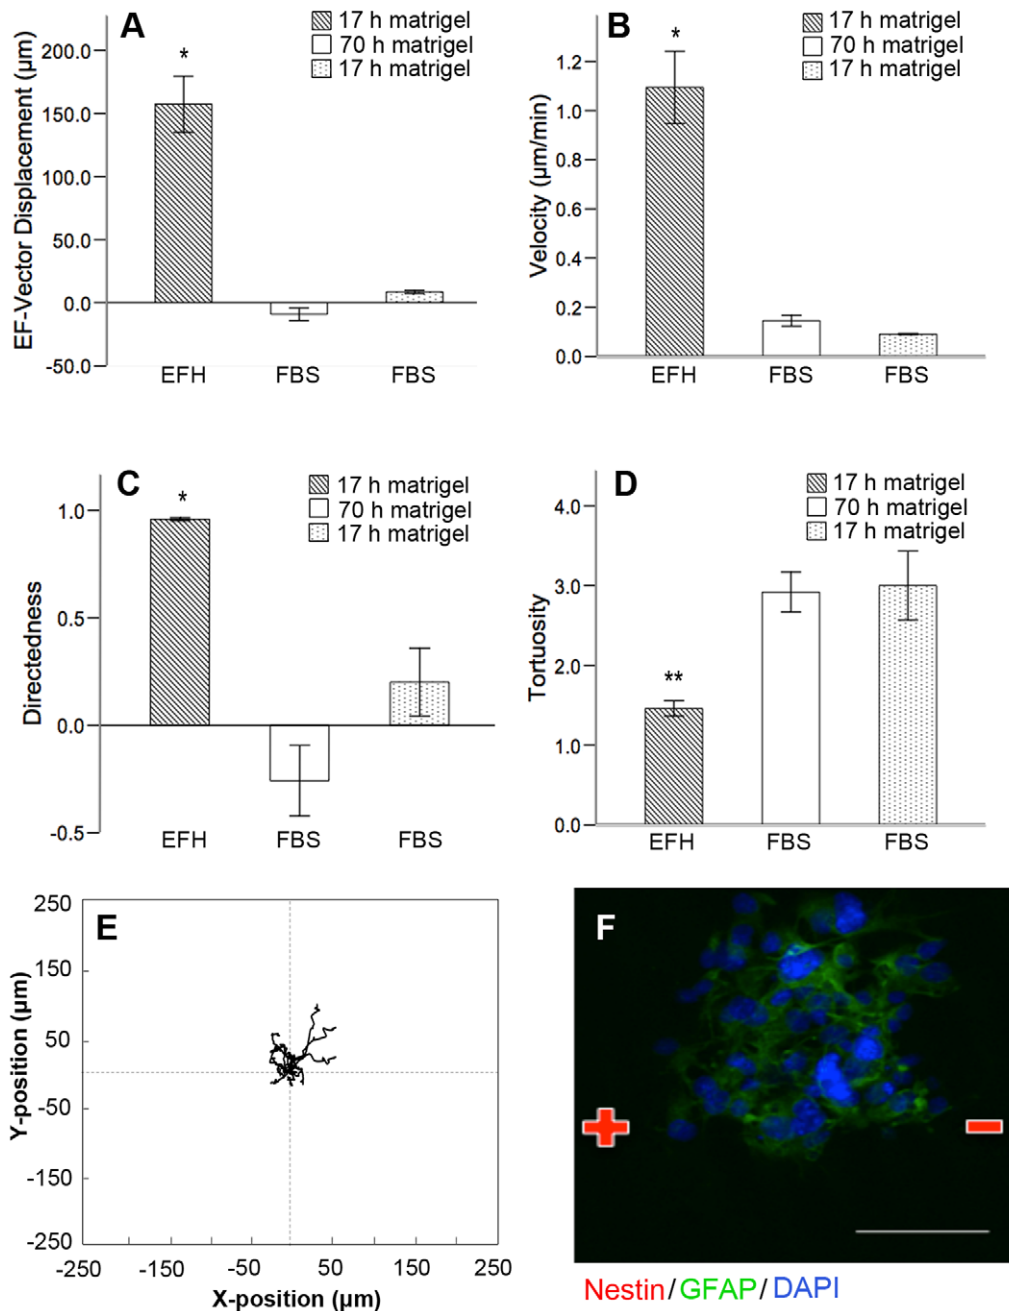 A
17 h matrigel
70 h matrigel
17 h matrigel
EF-Vector Displacement (µm)
200.0
150.0
100.0
50.0
0.0
-50.0
*
EFH
FBS
FBS
B
17 h matrigel
70 h matrigel
17 h matrigel
Velocity (µm/min)
1.2
1.0
0.8
0.6
0.4
0.2
0.0
*
EFH
FBS
FBS
C
17 h matrigel
70 h matrigel
17 h matrigel
Directedness
1.0
0.5
0.0
-0.5
*
EFH
FBS
FBS
D
17 h matrigel
70 h matrigel
17 h matrigel
Tortuosity
4.0
3.0
2.0
1.0
0.0
**
EFH
FBS
FBS
E
Y-position (µm)
250
150
50
-50
-150
-250
-250
-150
-50
50
150
250
X-position (µm)
F
+
−
Nestin/GFAP/DAPI